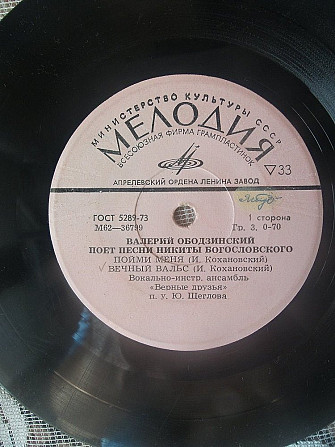 МИНИСТЕРСТВО КУЛЬТУРЫ СССР
МЕЛОДИЯ
ВСЕСОЮЗНАЯ ФИРМА ГРАМПЛАСТИНОК
▽33
АПРЕЛЕВСКИЙ ОРДЕНА ЛЕНИНА ЗАВОД
ГОСТ 5289-73
1 сторона
М62—36799
Гр. 3. 0-70
ВАЛЕРИЙ ОБОДЗИНСКИЙ
ПОЕТ ПЕСНИ НИКИТЫ БОГОСЛОВСКОГО
ПОЙМИ МЕНЯ (И. Кохановский)
ВЕЧНЫЙ ВАЛЬС (И. Кохановский)
Вокально-инстр. ансамбль
«Верные друзья»
п. у. Ю. Щеглова